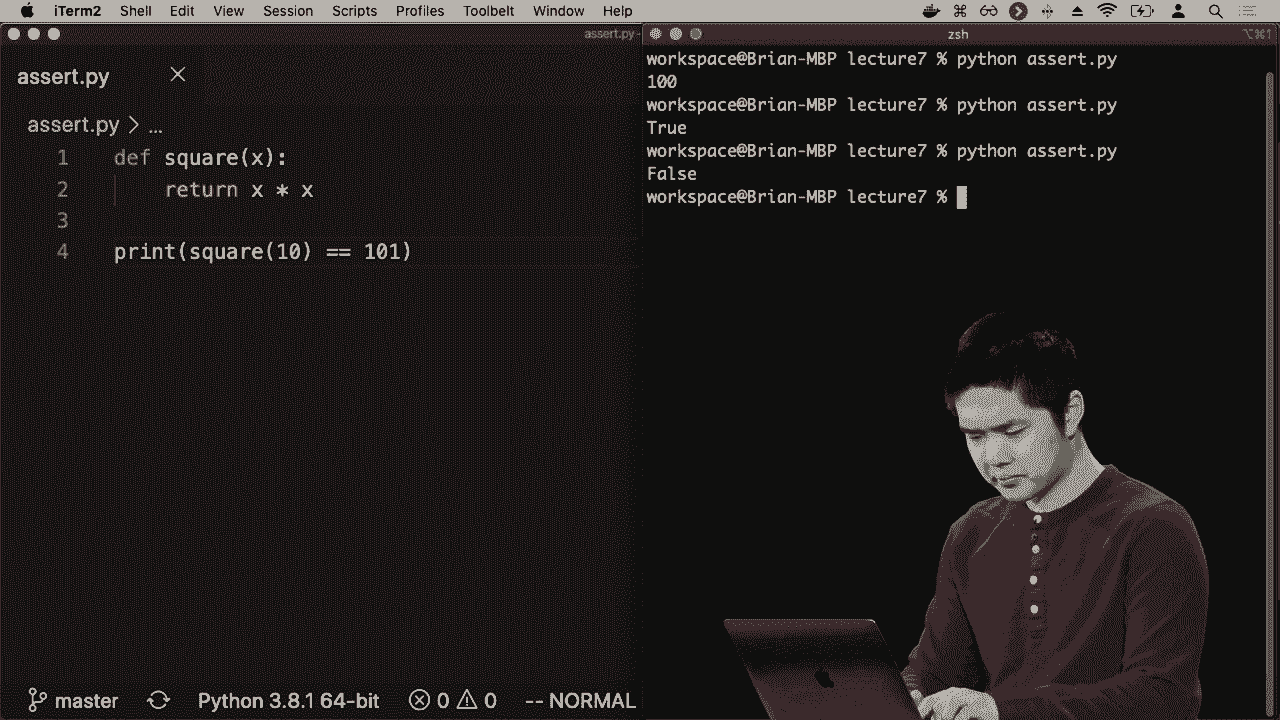 iTerm2 Shell Edit View Session Scripts Profiles Toolbelt Window Help
assert.py -
zsh
⌥⌘1
assert.py
assert.py > ...
1 def square(x):
2     return x * x
3
4 print(square(10) == 101)
workspace@Brian-MBP lecture7 % python assert.py
100
workspace@Brian-MBP lecture7 % python assert.py
True
workspace@Brian-MBP lecture7 % python assert.py
False
workspace@Brian-MBP lecture7 %
master Python 3.8.1 64-bit 0 0 -- NORMAL